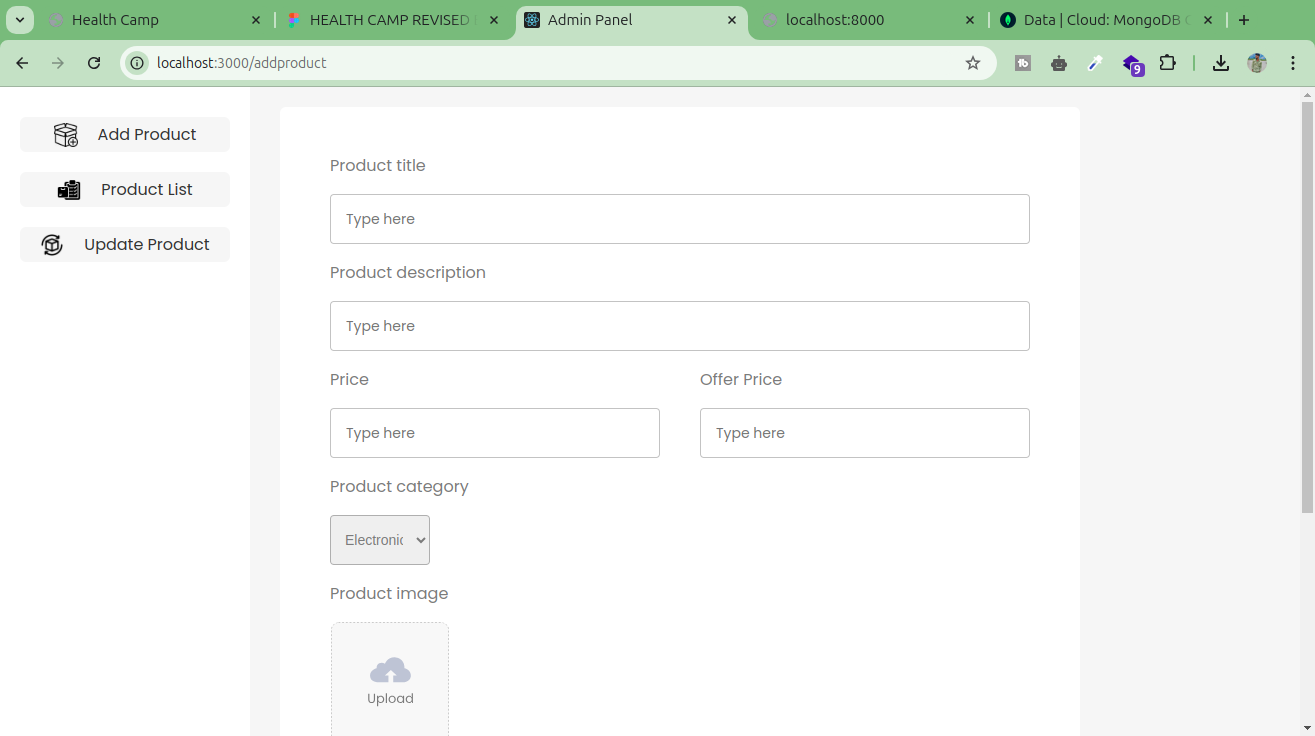 Health Camp
HEALTH CAMP REVISED
Admin Panel
localhost:8000
Data | Cloud: MongoDB
localhost:3000/addproduct
9
Add Product
Product List
Update Product
Product title
Type here
Product description
Type here
Price
Offer Price
Type here
Type here
Product category
Electronic
Product image
Upload